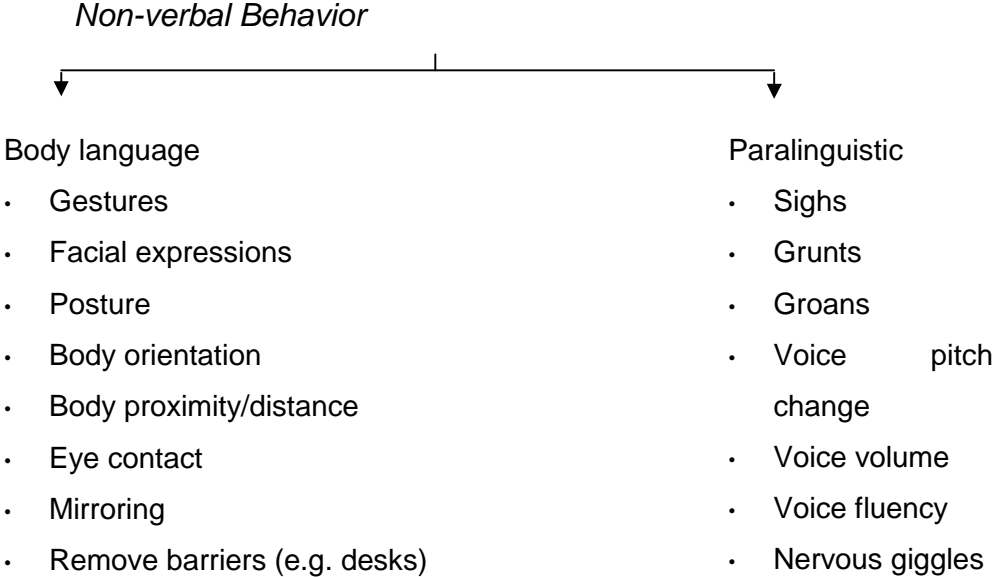 Non-verbal Behavior
Body language
• Gestures
• Facial expressions
• Posture
• Body orientation
• Body proximity/distance
• Eye contact
• Mirroring
• Remove barriers (e.g. desks)
Paralinguistic
• Sighs
• Grunts
• Groans
• Voice pitch
change
• Voice volume
• Voice fluency
• Nervous giggles